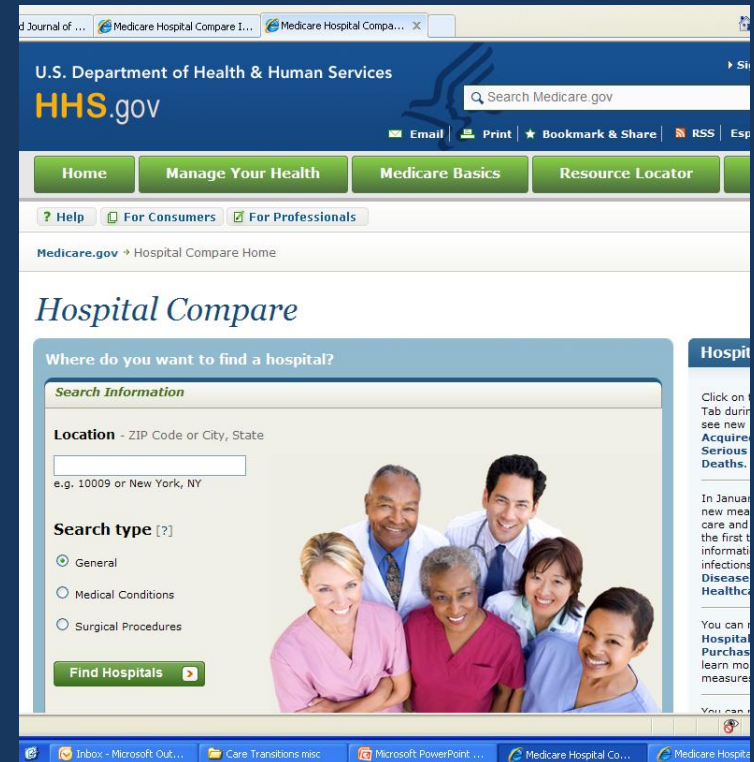 d Journal of ... Medicare Hospital Compare I... Medicare Hospital Compa... X
U.S. Department of Health & Human Services
HHS.gov
Search Medicare.gov
Email Print Bookmark & Share RSS Esp
Home Manage Your Health Medicare Basics Resource Locator
? Help For Consumers For Professionals
Medicare.gov → Hospital Compare Home
Hospital Compare
Where do you want to find a hospital?
Search Information
Location - ZIP Code or City, State
e.g. 10009 or New York, NY
Search type [?]
General
Medical Conditions
Surgical Procedures
Find Hospitals
Hospit
Click on
Tab durin
see new
Acquire
Serious
Deaths.
In Januar
new mea
care and
the first t
informati
infections
Disease
Healthca
You can
Hospital
Purchas
learn mo
measures
You can
Inbox - Microsoft Out... Care Transitions misc Microsoft PowerPoint ... Medicare Hospital Co... Medicare Hospita